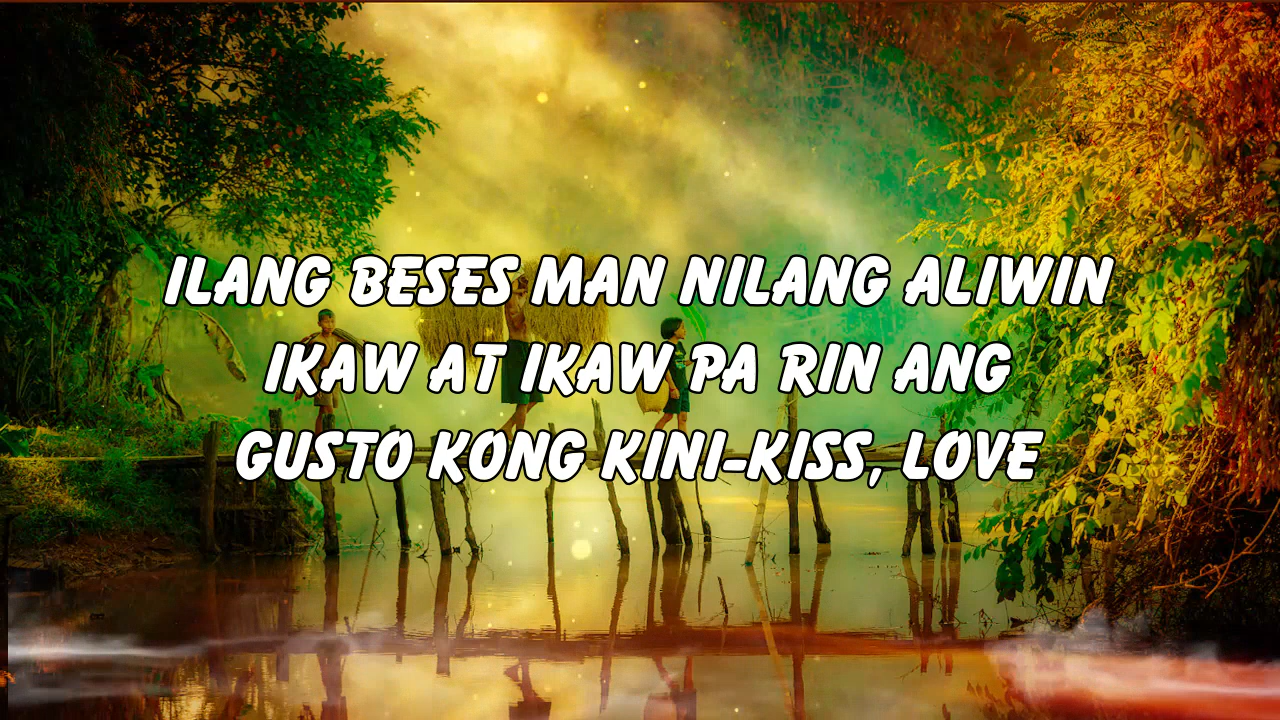 ILANG BESES MAN NILANG ALIWIN
IKAW AT IKAW PA RIN ANG
GUSTO KONG KINI-KISS, LOVE